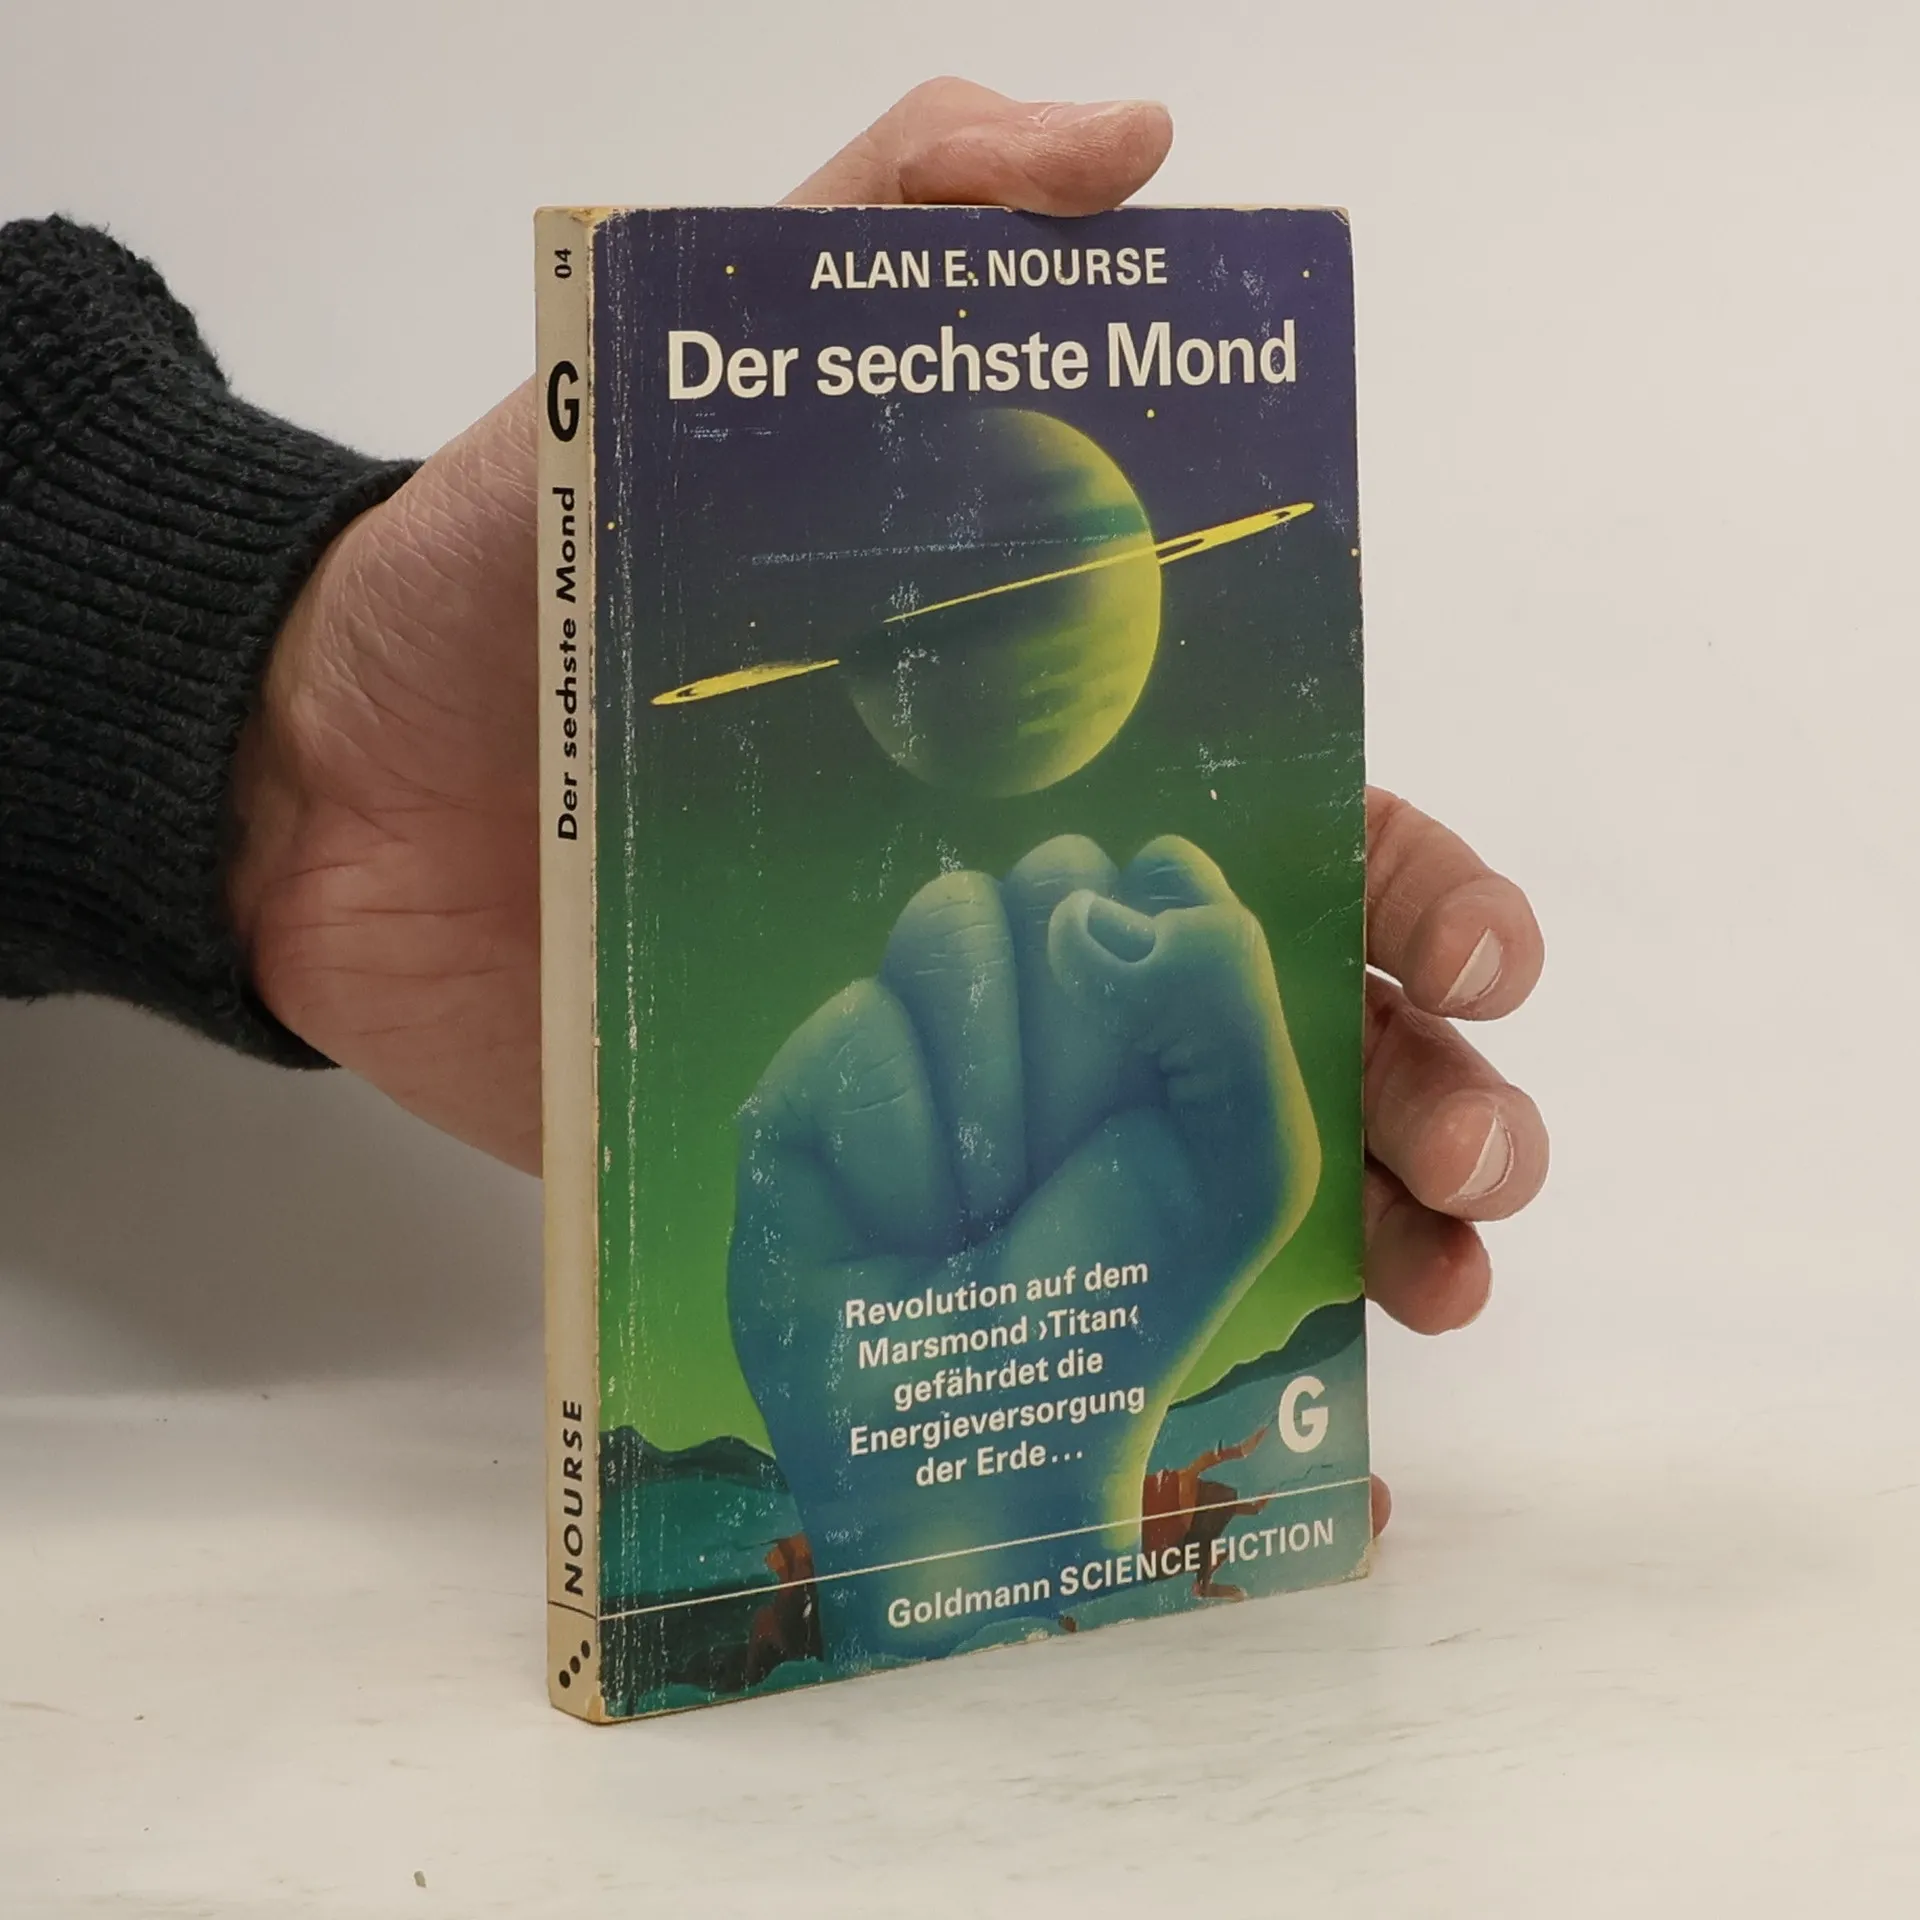 ALAN E. NOURSE
Der sechste Mond
Revolution auf dem
Marsmond ›Titan‹
gefährdet die
Energieversorgung
der Erde...
G
Goldmann SCIENCE FICTION
NOURSE
Der sechste Mond
G
04